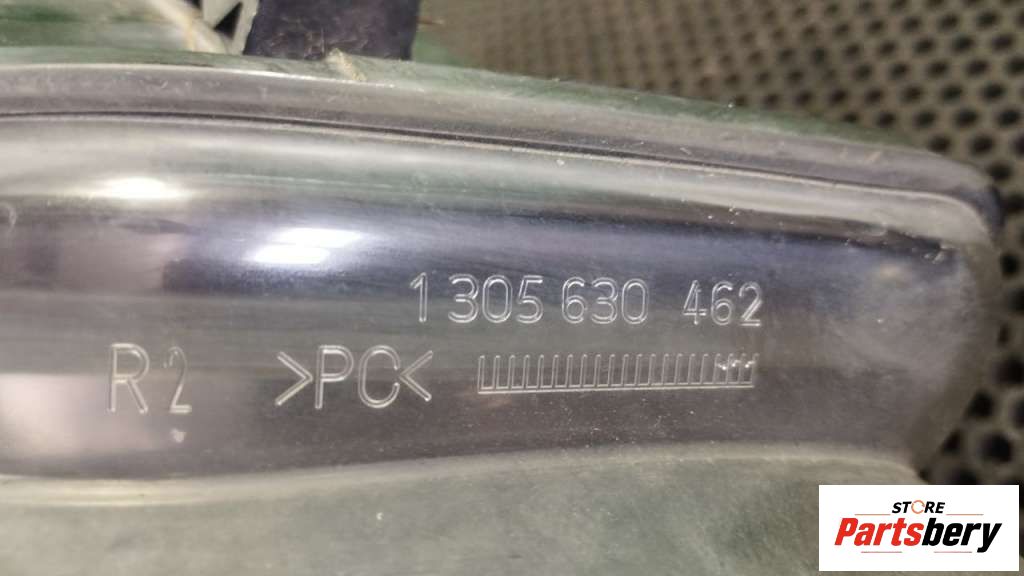 1 305 630 462
R2 >PC<
STORE
Partsbery